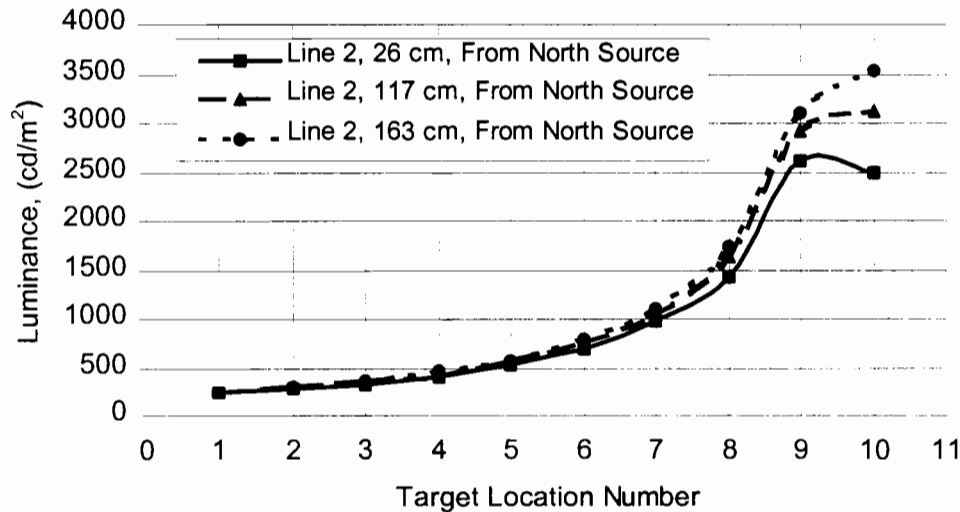 4000
3500
3000
2500
2000
1500
1000
500
0
Luminance, (cd/m²)
Line 2, 26 cm, From North Source
Line 2, 117 cm, From North Source
Line 2, 163 cm, From North Source
0 1 2 3 4 5 6 7 8 9 10 11
Target Location Number